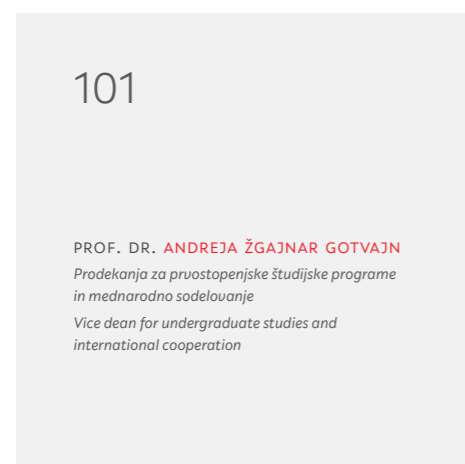 101
PROF. DR. ANDREJA ŽGAJNAR GOTVAJN
Prodekanja za prvostopenjske študijske programe
in mednarodno sodelovanje
Vice dean for undergraduate studies and
international cooperation